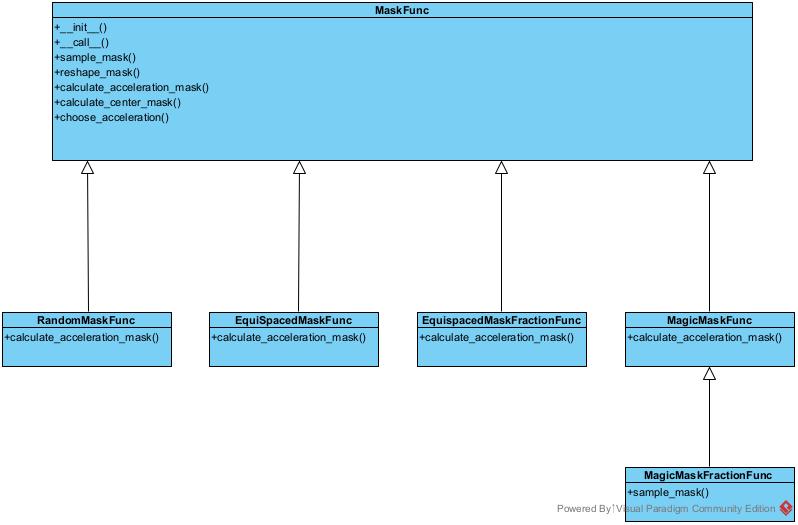 MaskFunc
+__init__()
+__call__()
+sample_mask()
+reshape_mask()
+calculate_acceleration_mask()
+calculate_center_mask()
+choose_acceleration()
RandomMaskFunc
+calculate_acceleration_mask()
EquiSpacedMaskFunc
+calculate_acceleration_mask()
EquispacedMaskFractionFunc
+calculate_acceleration_mask()
MagicMaskFunc
+calculate_acceleration_mask()
MagicMaskFractionFunc
+sample_mask()
Powered By Visual Paradigm Community Edition